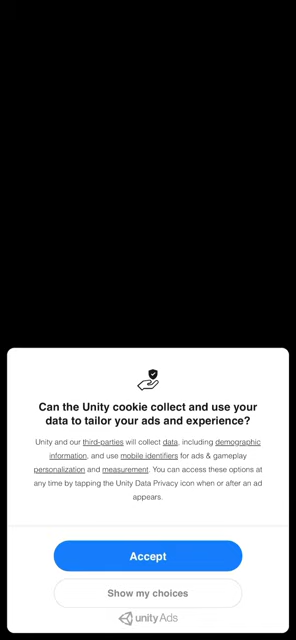 Can the Unity cookie collect and use your
data to tailor your ads and experience?
Unity and our third-parties will collect data, including demographic
information, and use mobile identifiers for ads & gameplay
personalization and measurement. You can access these options at
any time by tapping the Unity Data Privacy icon when or after an ad
appears.
Accept
Show my choices
unity Ads